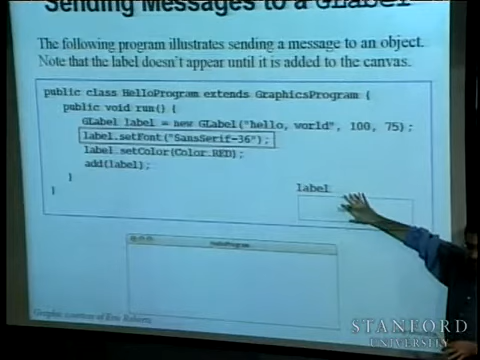 Sending Messages to a GLabel
The following program illustrates sending a message to an object.
Note that the label doesn't appear until it is added to the canvas.
public class HelloProgram extends GraphicsProgram {
public void run() {
GLabel label = new GLabel("hello, world", 100, 75);
label.setFont("SansSerif-36");
label.setColor(Color.RED);
add(label);
}
}
label
HelloProgram
Graphic courtesy of Eric Roberts
STANFORD
UNIVERSITY